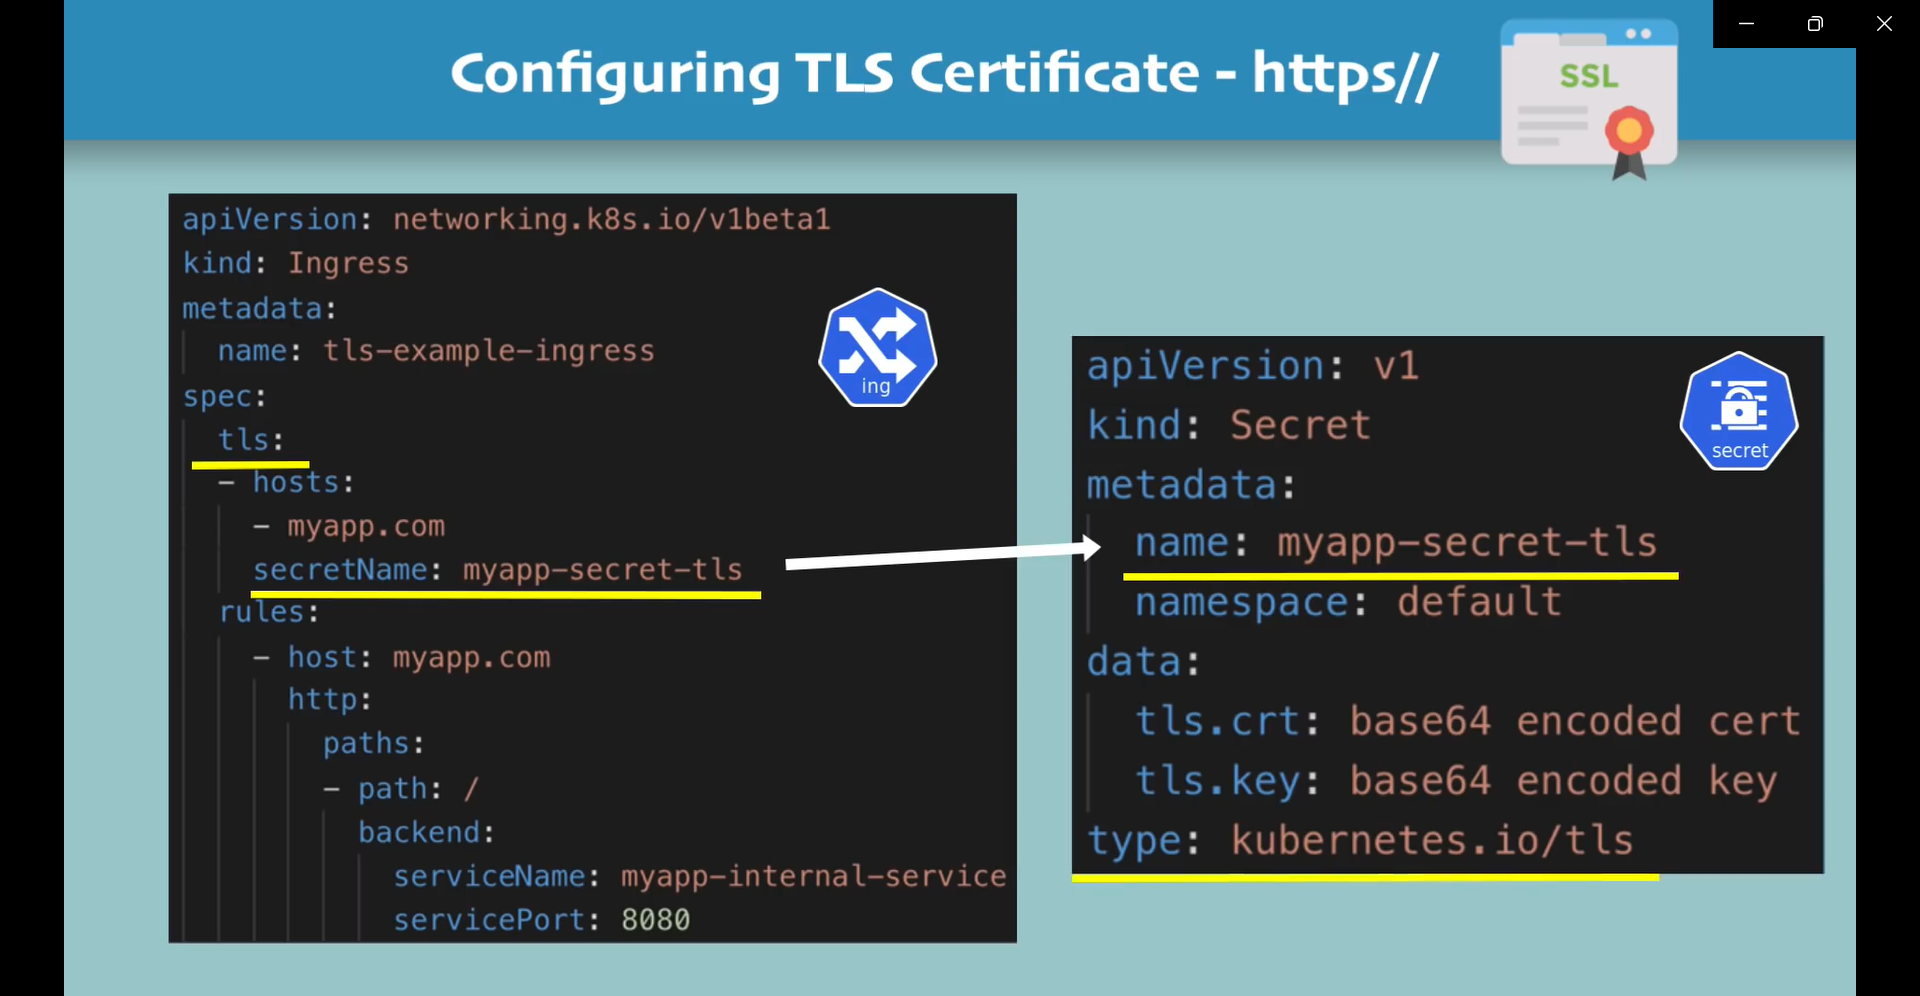 Configuring TLS Certificate - https//
SSL
apiVersion: networking.k8s.io/v1beta1
kind: Ingress
metadata:
name: tls-example-ingress
spec:
tls:
- hosts:
- myapp.com
secretName: myapp-secret-tls
rules:
- host: myapp.com
http:
paths:
- path: /
backend:
serviceName: myapp-internal-service
servicePort: 8080
ing
apiVersion: v1
kind: Secret
metadata:
name: myapp-secret-tls
namespace: default
data:
tls.crt: base64 encoded cert
tls.key: base64 encoded key
type: kubernetes.io/tls
secret